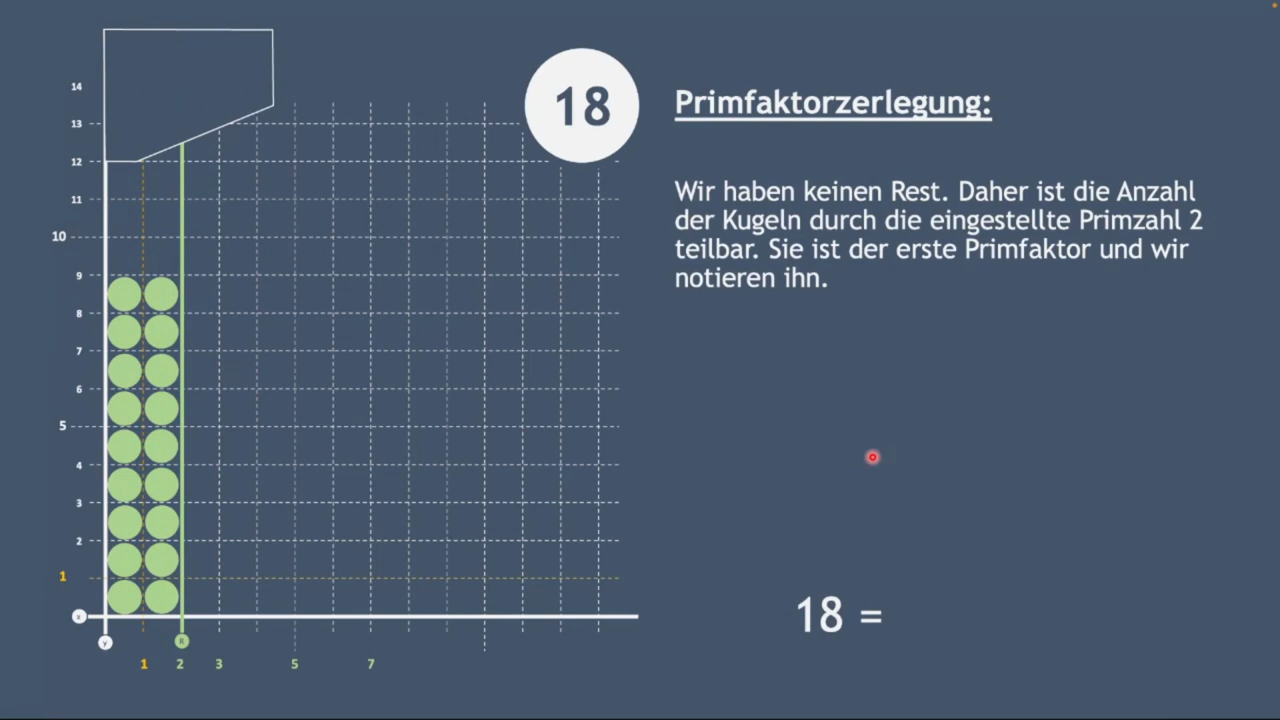 18
Primfaktorzerlegung:
Wir haben keinen Rest. Daher ist die Anzahl
der Kugeln durch die eingestellte Primzahl 2
teilbar. Sie ist der erste Primfaktor und wir
notieren ihn.
18 =
14
13
12
11
10
9
8
7
6
5
4
3
2
1
x
y
R
1 2 3 5 7